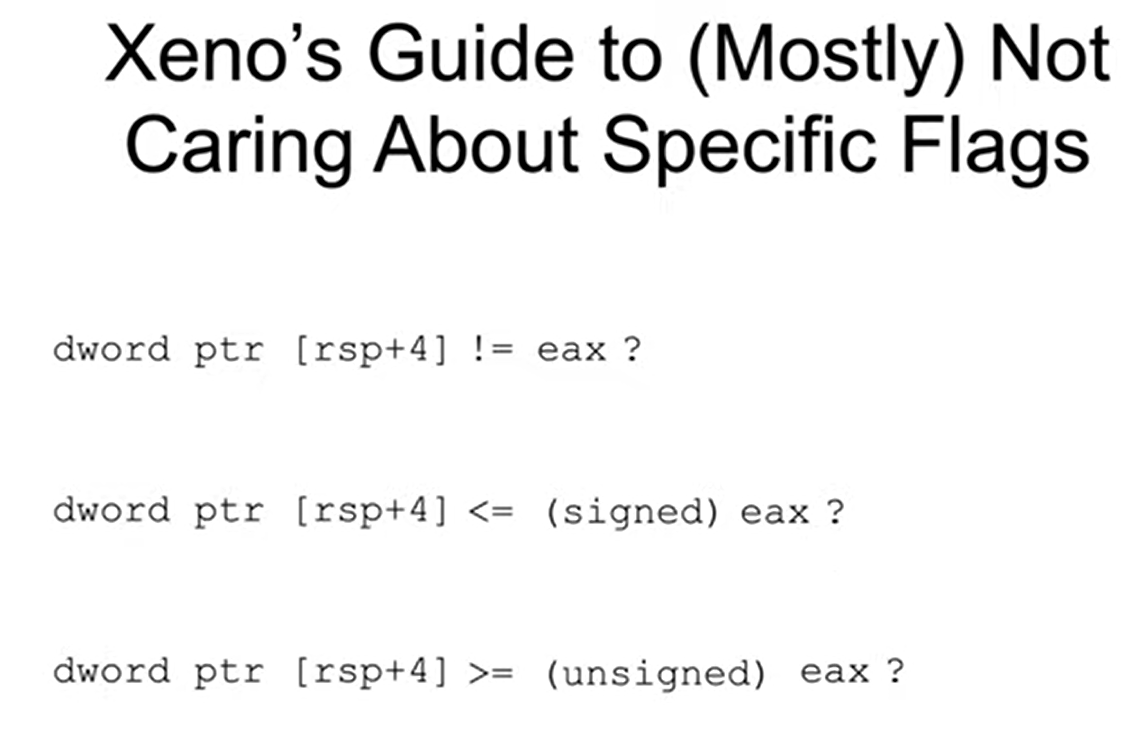 Xeno’s Guide to (Mostly) Not
Caring About Specific Flags
dword ptr [rsp+4] != eax ?
dword ptr [rsp+4] <= (signed) eax ?
dword ptr [rsp+4] >= (unsigned) eax ?